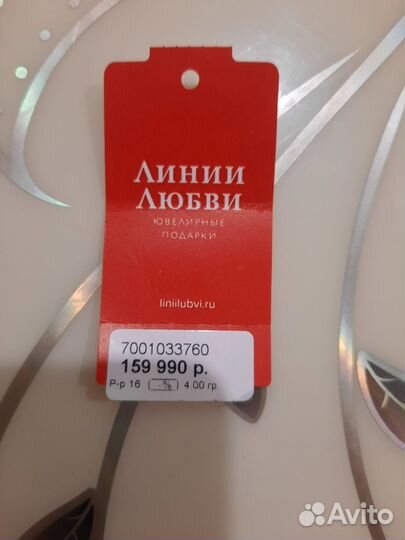 ЛИНИИ
ЛЮБВИ
ЮВЕЛИРНЫЕ
ПОДАРКИ
liniilubvi.ru
7001033760
159 990 р.
Р-р 16 -% 4.00 гр.
Avito